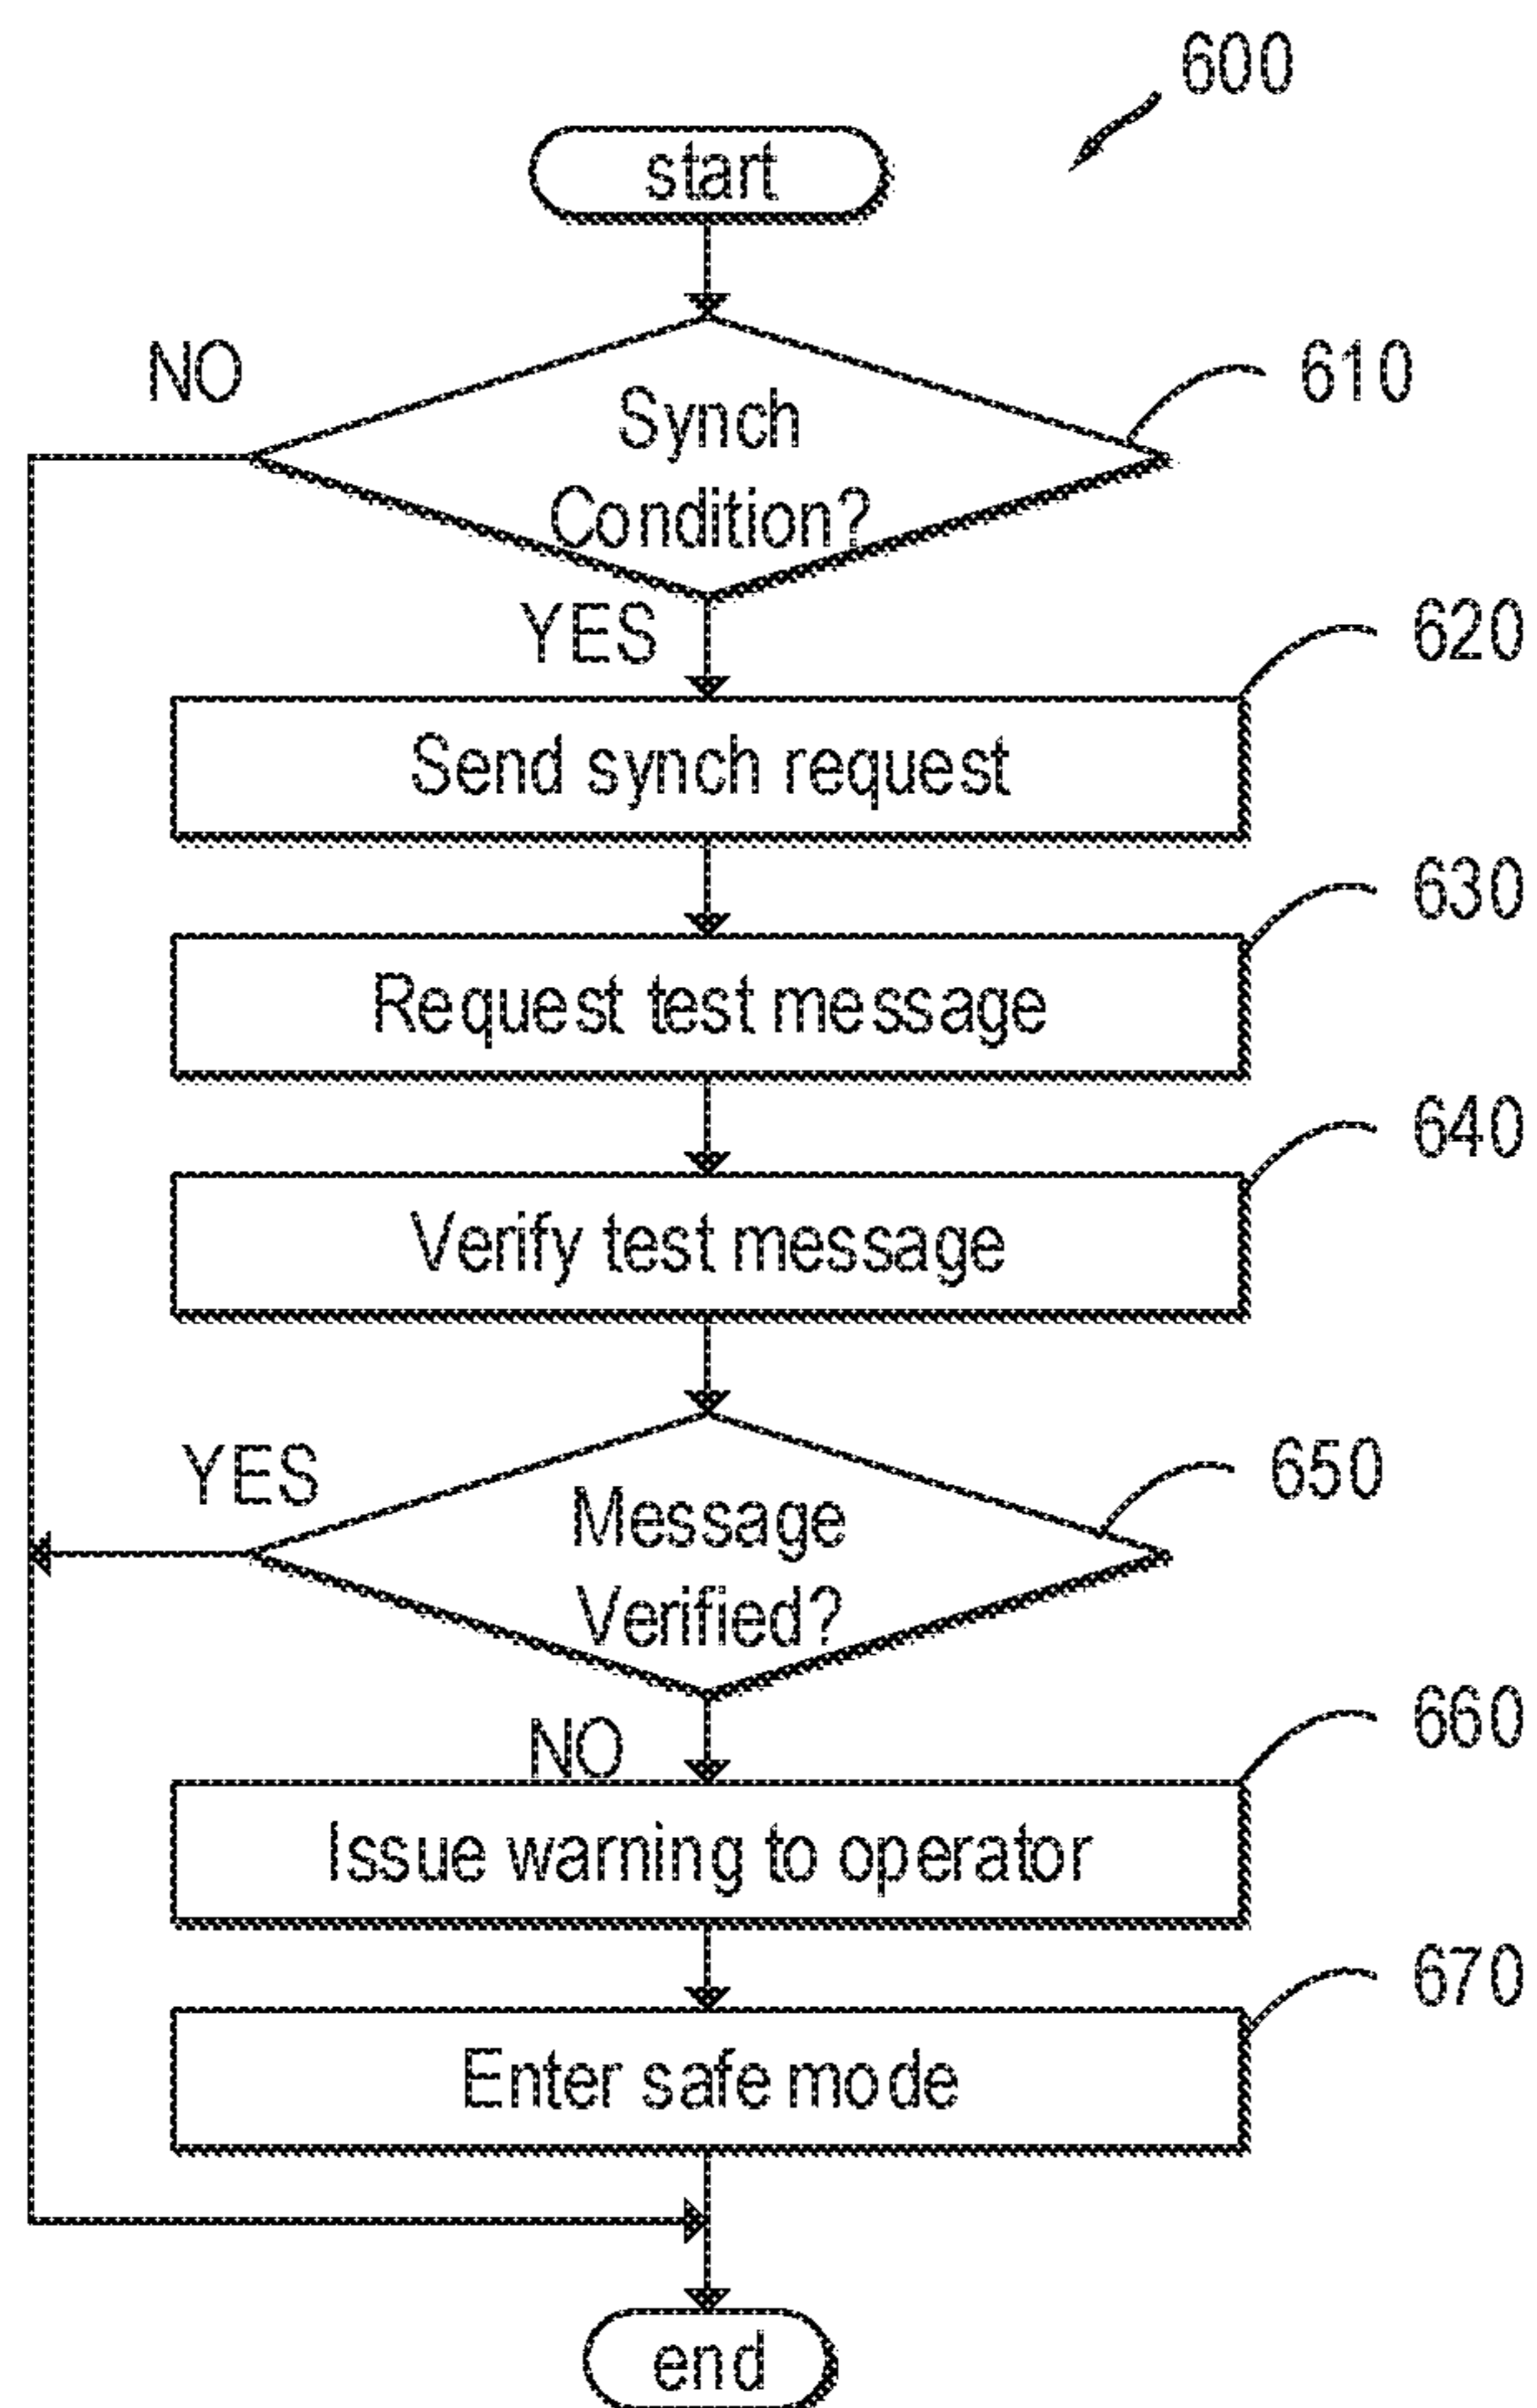 600
start
NO
610
Synch
Condition?
YES
620
Send synch request
630
Request test message
640
Verify test message
YES
650
Message
Verified?
NO
660
Issue warning to operator
670
Enter safe mode
end